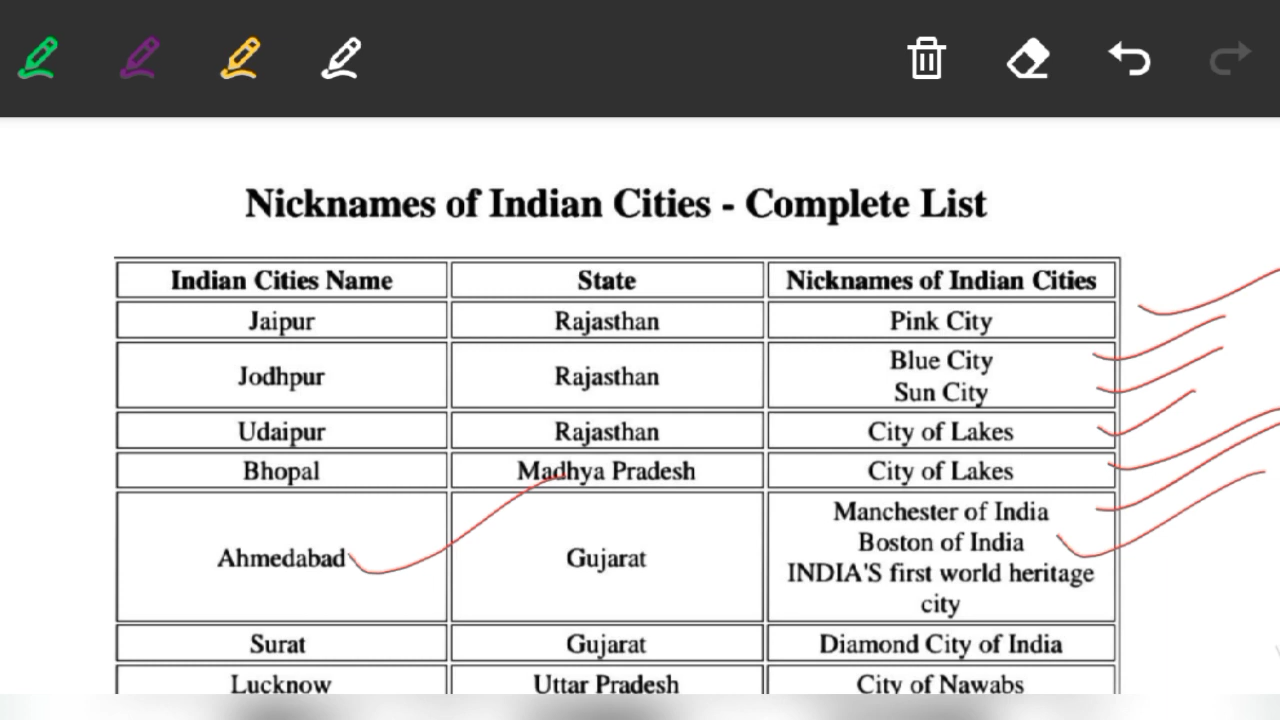 Nicknames of Indian Cities - Complete List
Indian Cities Name State Nicknames of Indian Cities
Jaipur Rajasthan Pink City
Jodhpur Rajasthan Blue City
Sun City
Udaipur Rajasthan City of Lakes
Bhopal Madhya Pradesh City of Lakes
Ahmedabad Gujarat Manchester of India
Boston of India
INDIA'S first world heritage
city
Surat Gujarat Diamond City of India
Lucknow Uttar Pradesh City of Nawabs